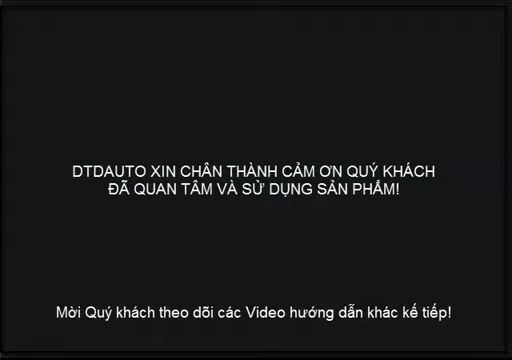 DTDAUTO XIN CHÂN THÀNH CẢM ƠN QUÝ KHÁCH
ĐÃ QUAN TÂM VÀ SỬ DỤNG SẢN PHẨM!
Mời Quý khách theo dõi các Video hướng dẫn khác kế tiếp!